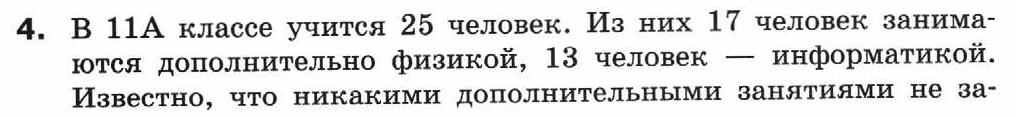 4. В 11А классе учится 25 человек. Из них 17 человек занима-
ются дополнительно физикой, 13 человек — информатикой.
Известно, что никакими дополнительными занятиями не за-